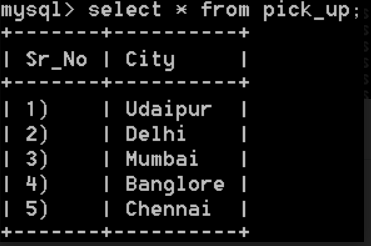 mysql> select * from pick_up;
+-------+----------+
| Sr_No | City     |
+-------+----------+
| 1)    | Udaipur  |
| 2)    | Delhi    |
| 3)    | Mumbai   |
| 4)    | Banglore |
| 5)    | Chennai  |
+-------+----------+